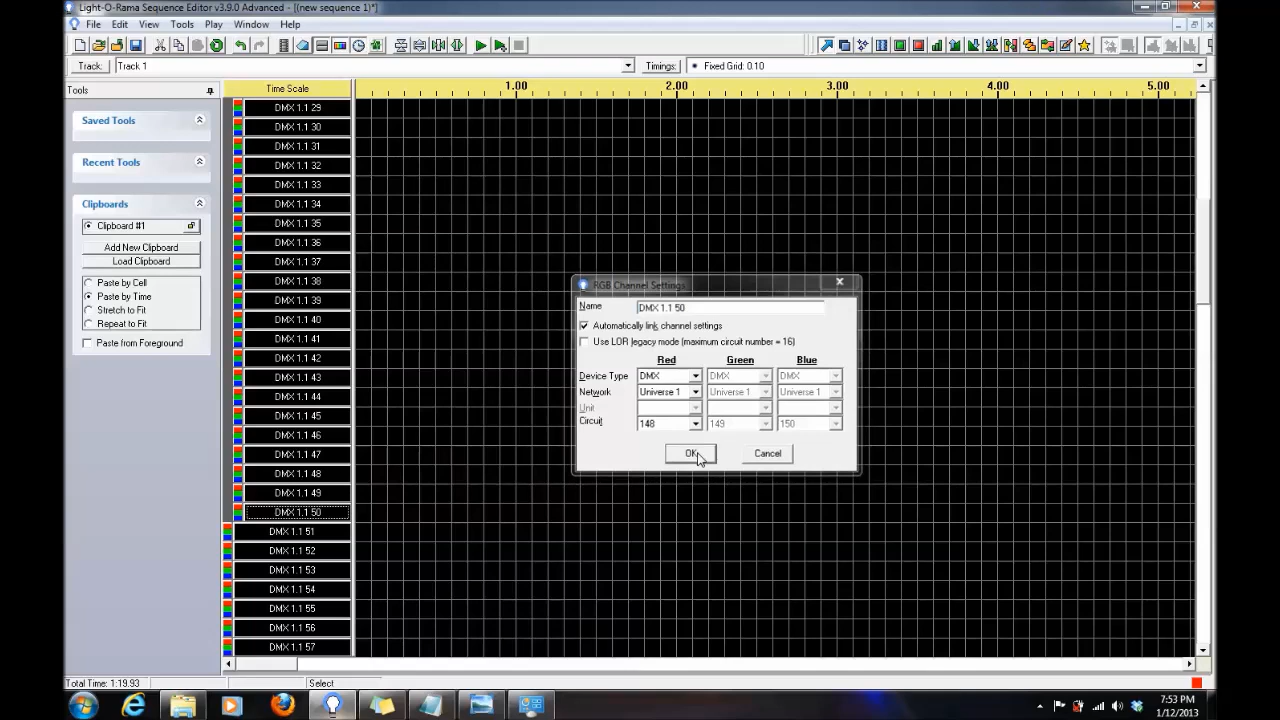 Light-O-Rama Sequence Editor v3.9.0 Advanced - [(new sequence 1)*]
File Edit View Tools Play Window Help
Track: Track 1 Timings: Fixed Grid: 0.10
Tools Time Scale 1.00 2.00 3.00 4.00 5.00
Saved Tools
Recent Tools
Clipboards
Clipboard #1
Add New Clipboard
Load Clipboard
Paste by Cell
Paste by Time
Stretch to Fit
Repeat to Fit
Paste from Foreground
DMX 1.1 29
DMX 1.1 30
DMX 1.1 31
DMX 1.1 32
DMX 1.1 33
DMX 1.1 34
DMX 1.1 35
DMX 1.1 36
DMX 1.1 37
DMX 1.1 38
DMX 1.1 39
DMX 1.1 40
DMX 1.1 41
DMX 1.1 42
DMX 1.1 43
DMX 1.1 44
DMX 1.1 45
DMX 1.1 46
DMX 1.1 47
DMX 1.1 48
DMX 1.1 49
DMX 1.1 50
DMX 1.1 51
DMX 1.1 52
DMX 1.1 53
DMX 1.1 54
DMX 1.1 55
DMX 1.1 56
DMX 1.1 57
RGB Channel Settings
Name DMX 1.1 50
Automatically link channel settings
Use LOR legacy mode (maximum circuit number = 16)
Red Green Blue
Device Type DMX DMX DMX
Network Universe 1 Universe 1 Universe 1
Unit
Circuit 148 149 150
OK Cancel
Total Time: 1:19.93 Select
7:53 PM
1/12/2013